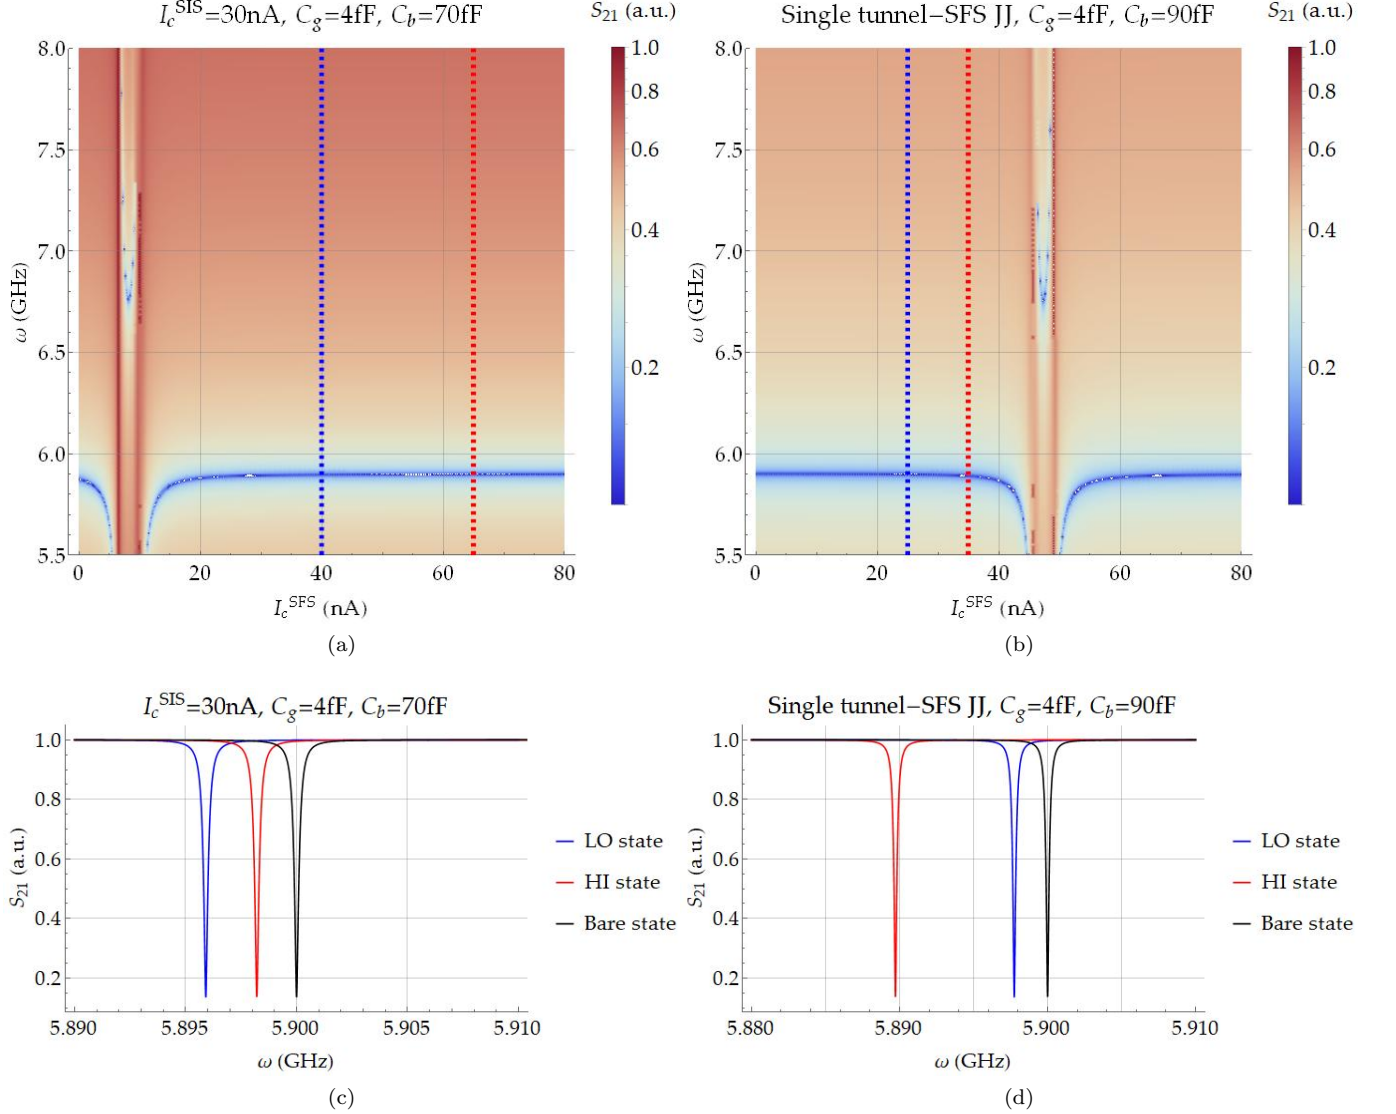 I_c^SIS=30nA, C_g=4fF, C_b=70fF
S_21 (a.u.)
8.0
7.5
7.0
6.5
6.0
5.5
ω (GHz)
0 20 40 60 80
I_c^SFS (nA)
1.0
0.8
0.6
0.4
0.2
(a)
Single tunnel−SFS JJ, C_g=4fF, C_b=90fF
S_21 (a.u.)
8.0
7.5
7.0
6.5
6.0
5.5
ω (GHz)
0 20 40 60 80
I_c^SFS (nA)
1.0
0.8
0.6
0.4
0.2
(b)
I_c^SIS=30nA, C_g=4fF, C_b=70fF
1.0
0.8
0.6
0.4
0.2
S_21 (a.u.)
5.890 5.895 5.900 5.905 5.910
ω (GHz)
LO state
HI state
Bare state
(c)
Single tunnel−SFS JJ, C_g=4fF, C_b=90fF
1.0
0.8
0.6
0.4
0.2
S_21 (a.u.)
5.880 5.890 5.900 5.910
ω (GHz)
LO state
HI state
Bare state
(d)